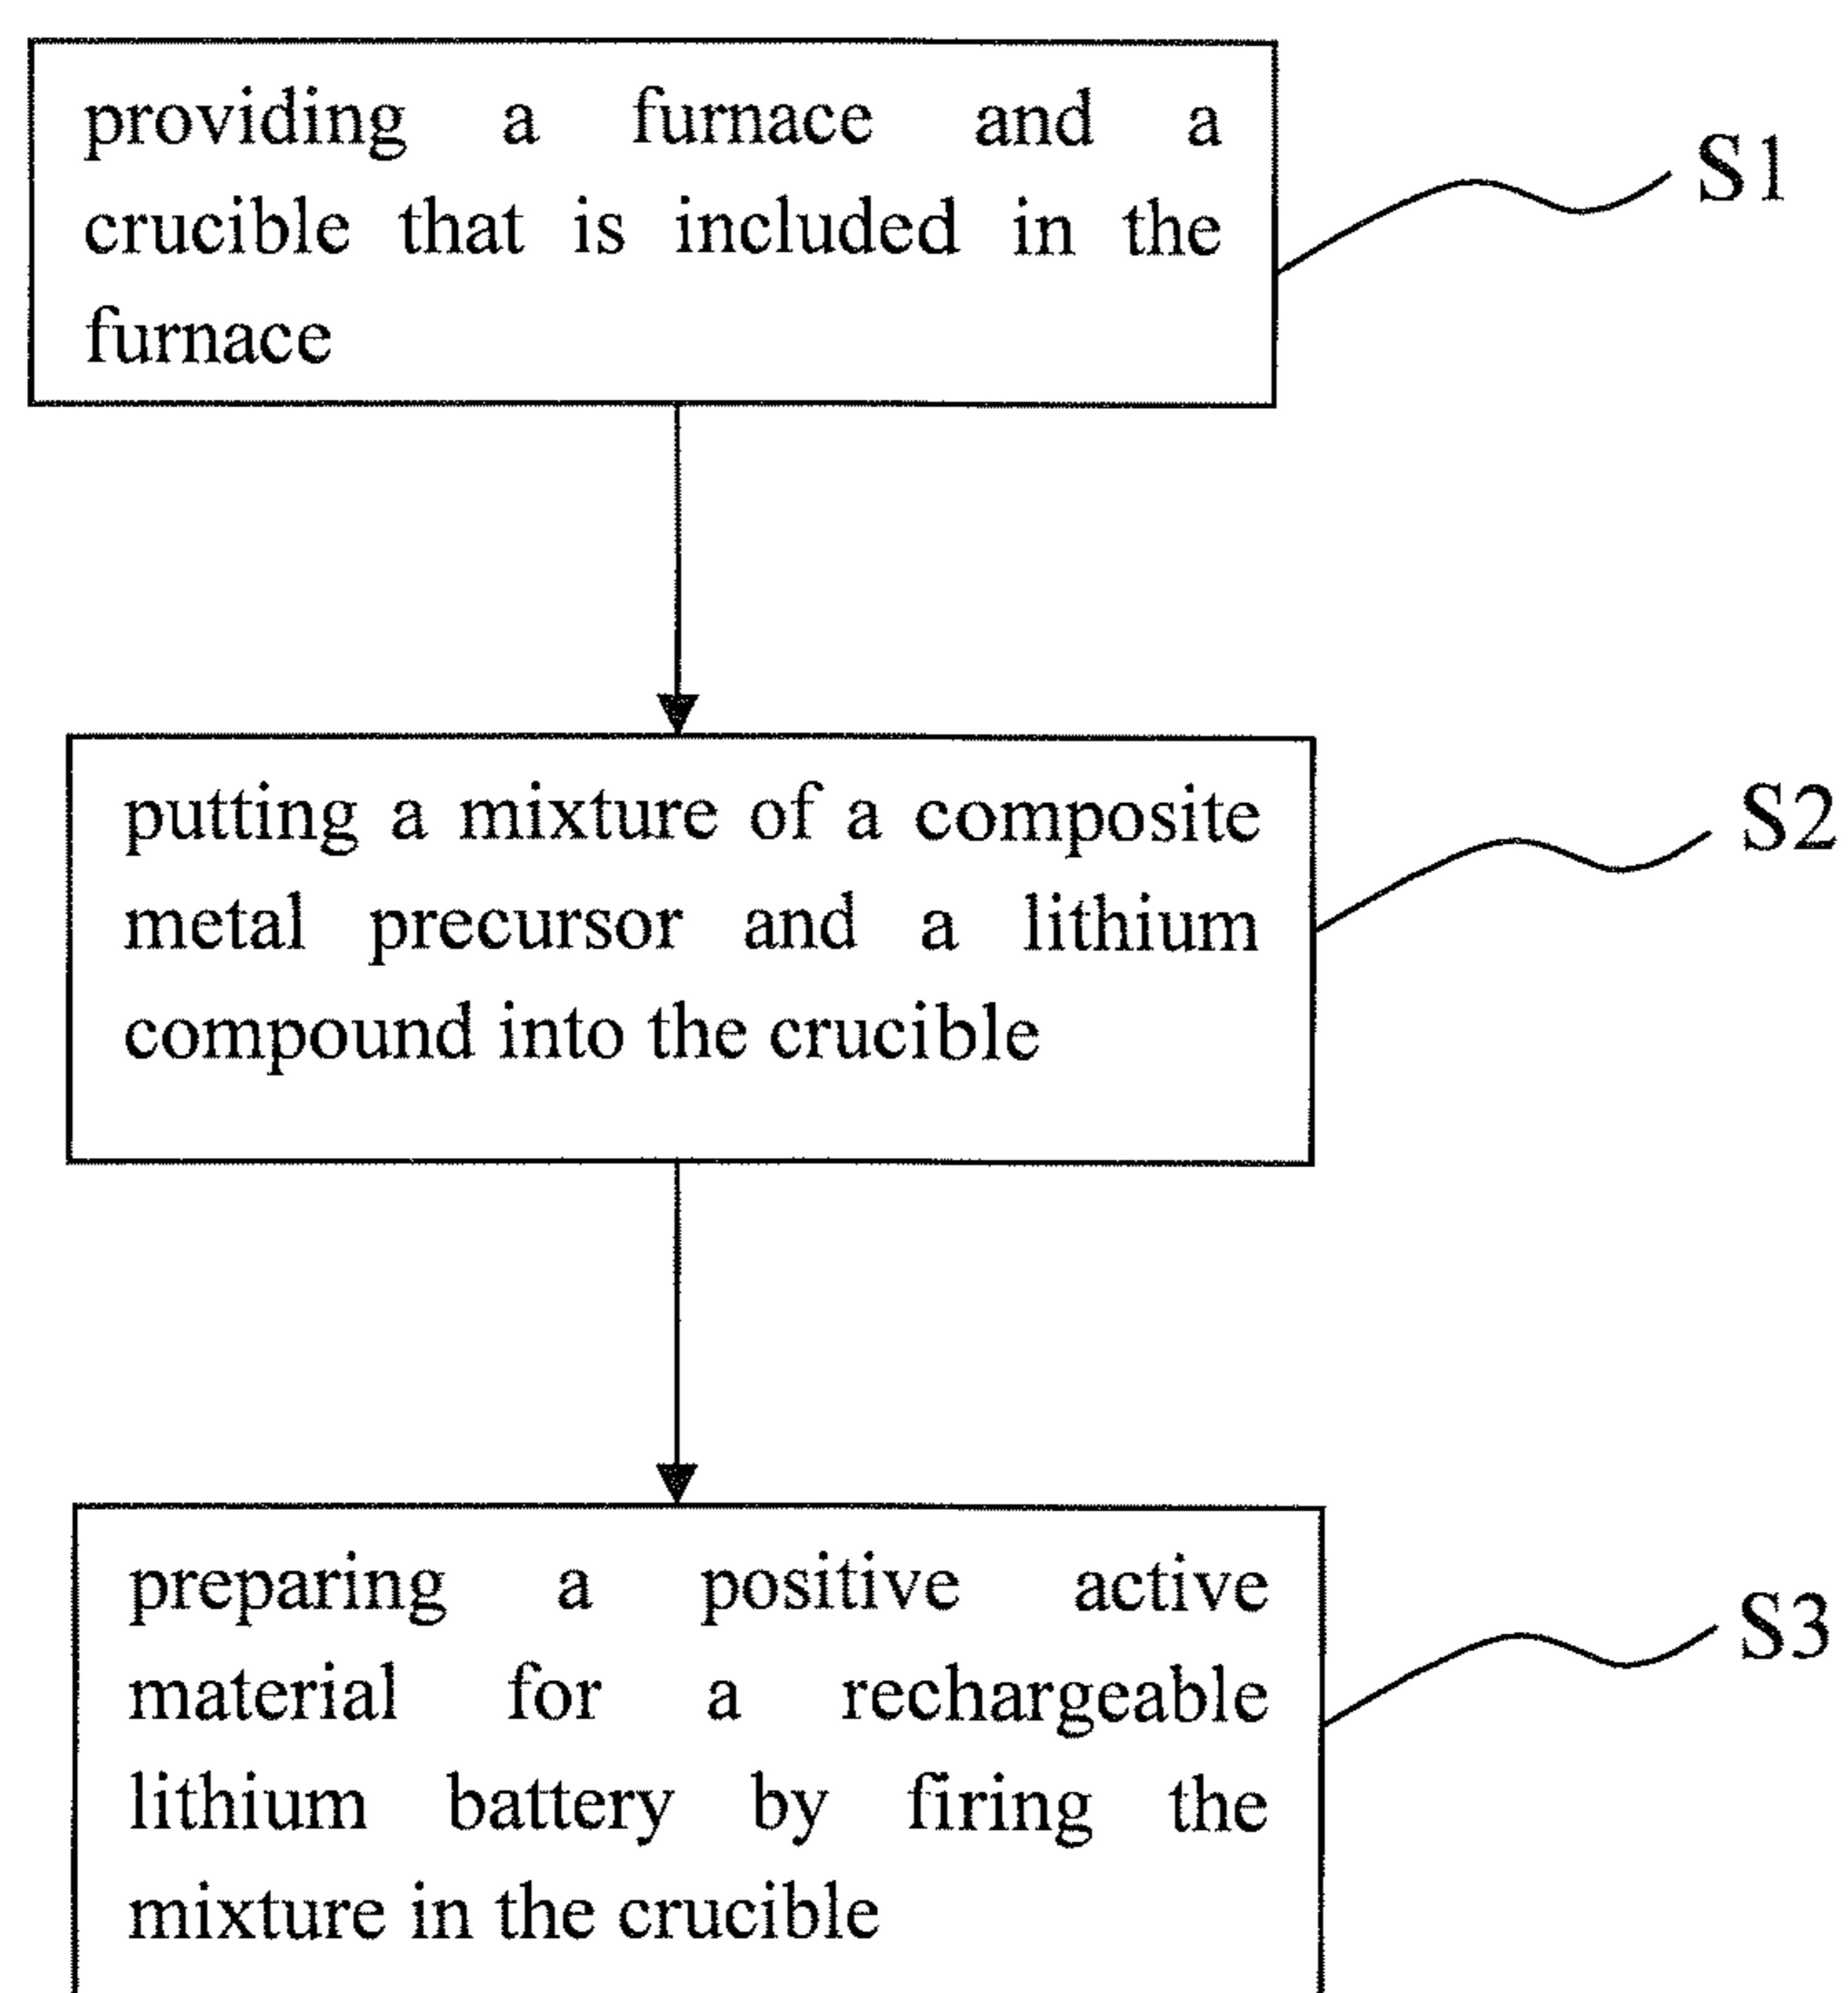 providing a furnace and a
crucible that is included in the
furnace
S1
putting a mixture of a composite
metal precursor and a lithium
compound into the crucible
S2
preparing a positive active
material for a rechargeable
lithium battery by firing the
mixture in the crucible
S3